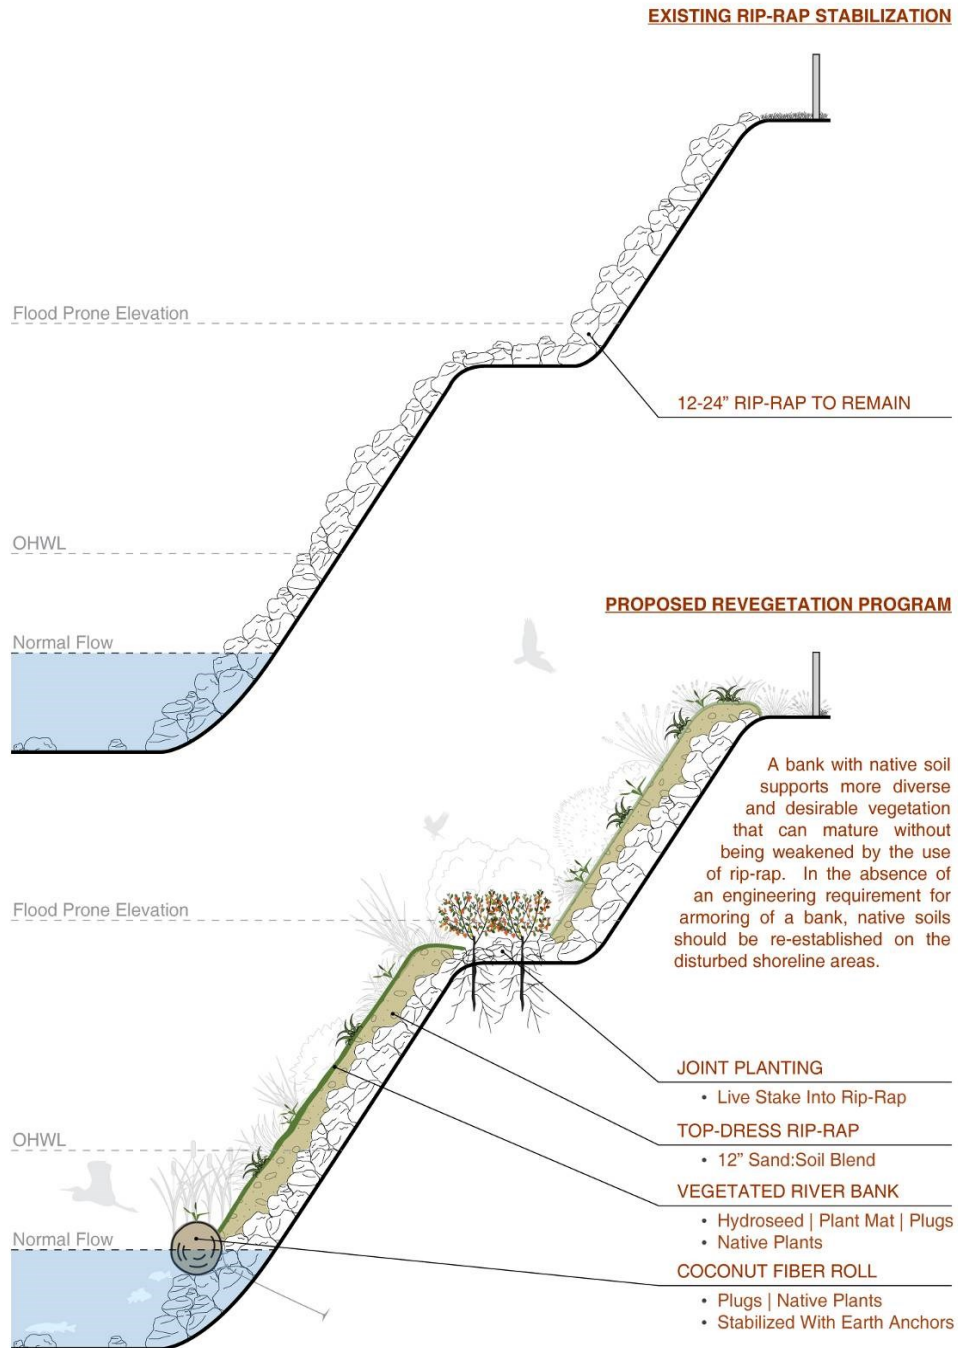 EXISTING RIP-RAP STABILIZATION
Flood Prone Elevation
12-24” RIP-RAP TO REMAIN
OHWL
Normal Flow
PROPOSED REVEGETATION PROGRAM
A bank with native soil
supports more diverse
and desirable vegetation
that can mature without
being weakened by the use
of rip-rap. In the absence of
an engineering requirement for
armoring of a bank, native soils
should be re-established on the
disturbed shoreline areas.
Flood Prone Elevation
JOINT PLANTING
• Live Stake Into Rip-Rap
TOP-DRESS RIP-RAP
• 12” Sand:Soil Blend
OHWL
VEGETATED RIVER BANK
• Hydroseed | Plant Mat | Plugs
• Native Plants
Normal Flow
COCONUT FIBER ROLL
• Plugs | Native Plants
• Stabilized With Earth Anchors